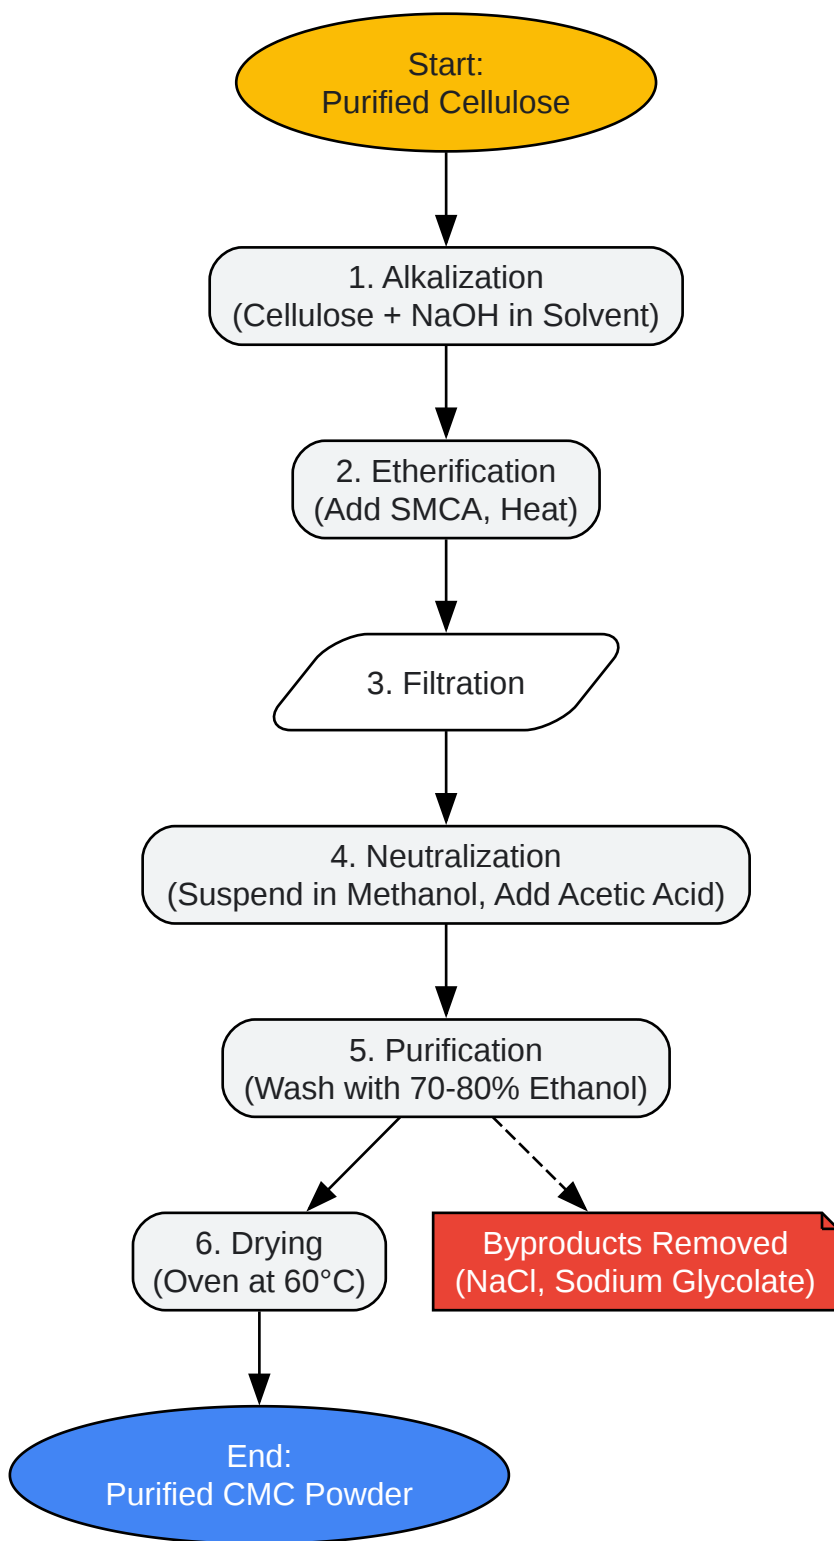 Start:
Purified Cellulose
1. Alkalization
(Cellulose + NaOH in Solvent)
2. Etherification
(Add SMCA, Heat)
3. Filtration
4. Neutralization
(Suspend in Methanol, Add Acetic Acid)
5. Purification
(Wash with 70-80% Ethanol)
6. Drying
(Oven at 60°C)
Byproducts Removed
(NaCl, Sodium Glycolate)
End:
Purified CMC Powder